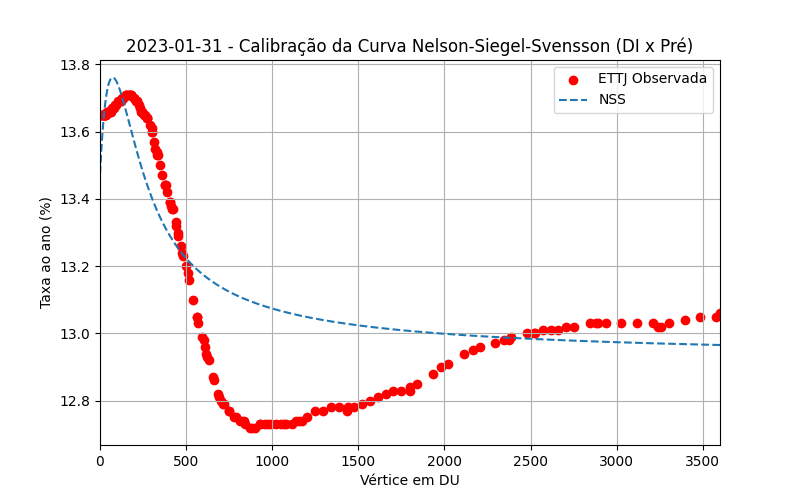 2023-01-31 - Calibração da Curva Nelson-Siegel-Svensson (DI x Pré)
ETTJ Observada
NSS
Taxa ao ano (%)
13.8
13.6
13.4
13.2
13.0
12.8
0 500 1000 1500 2000 2500 3000 3500
Vértice em DU